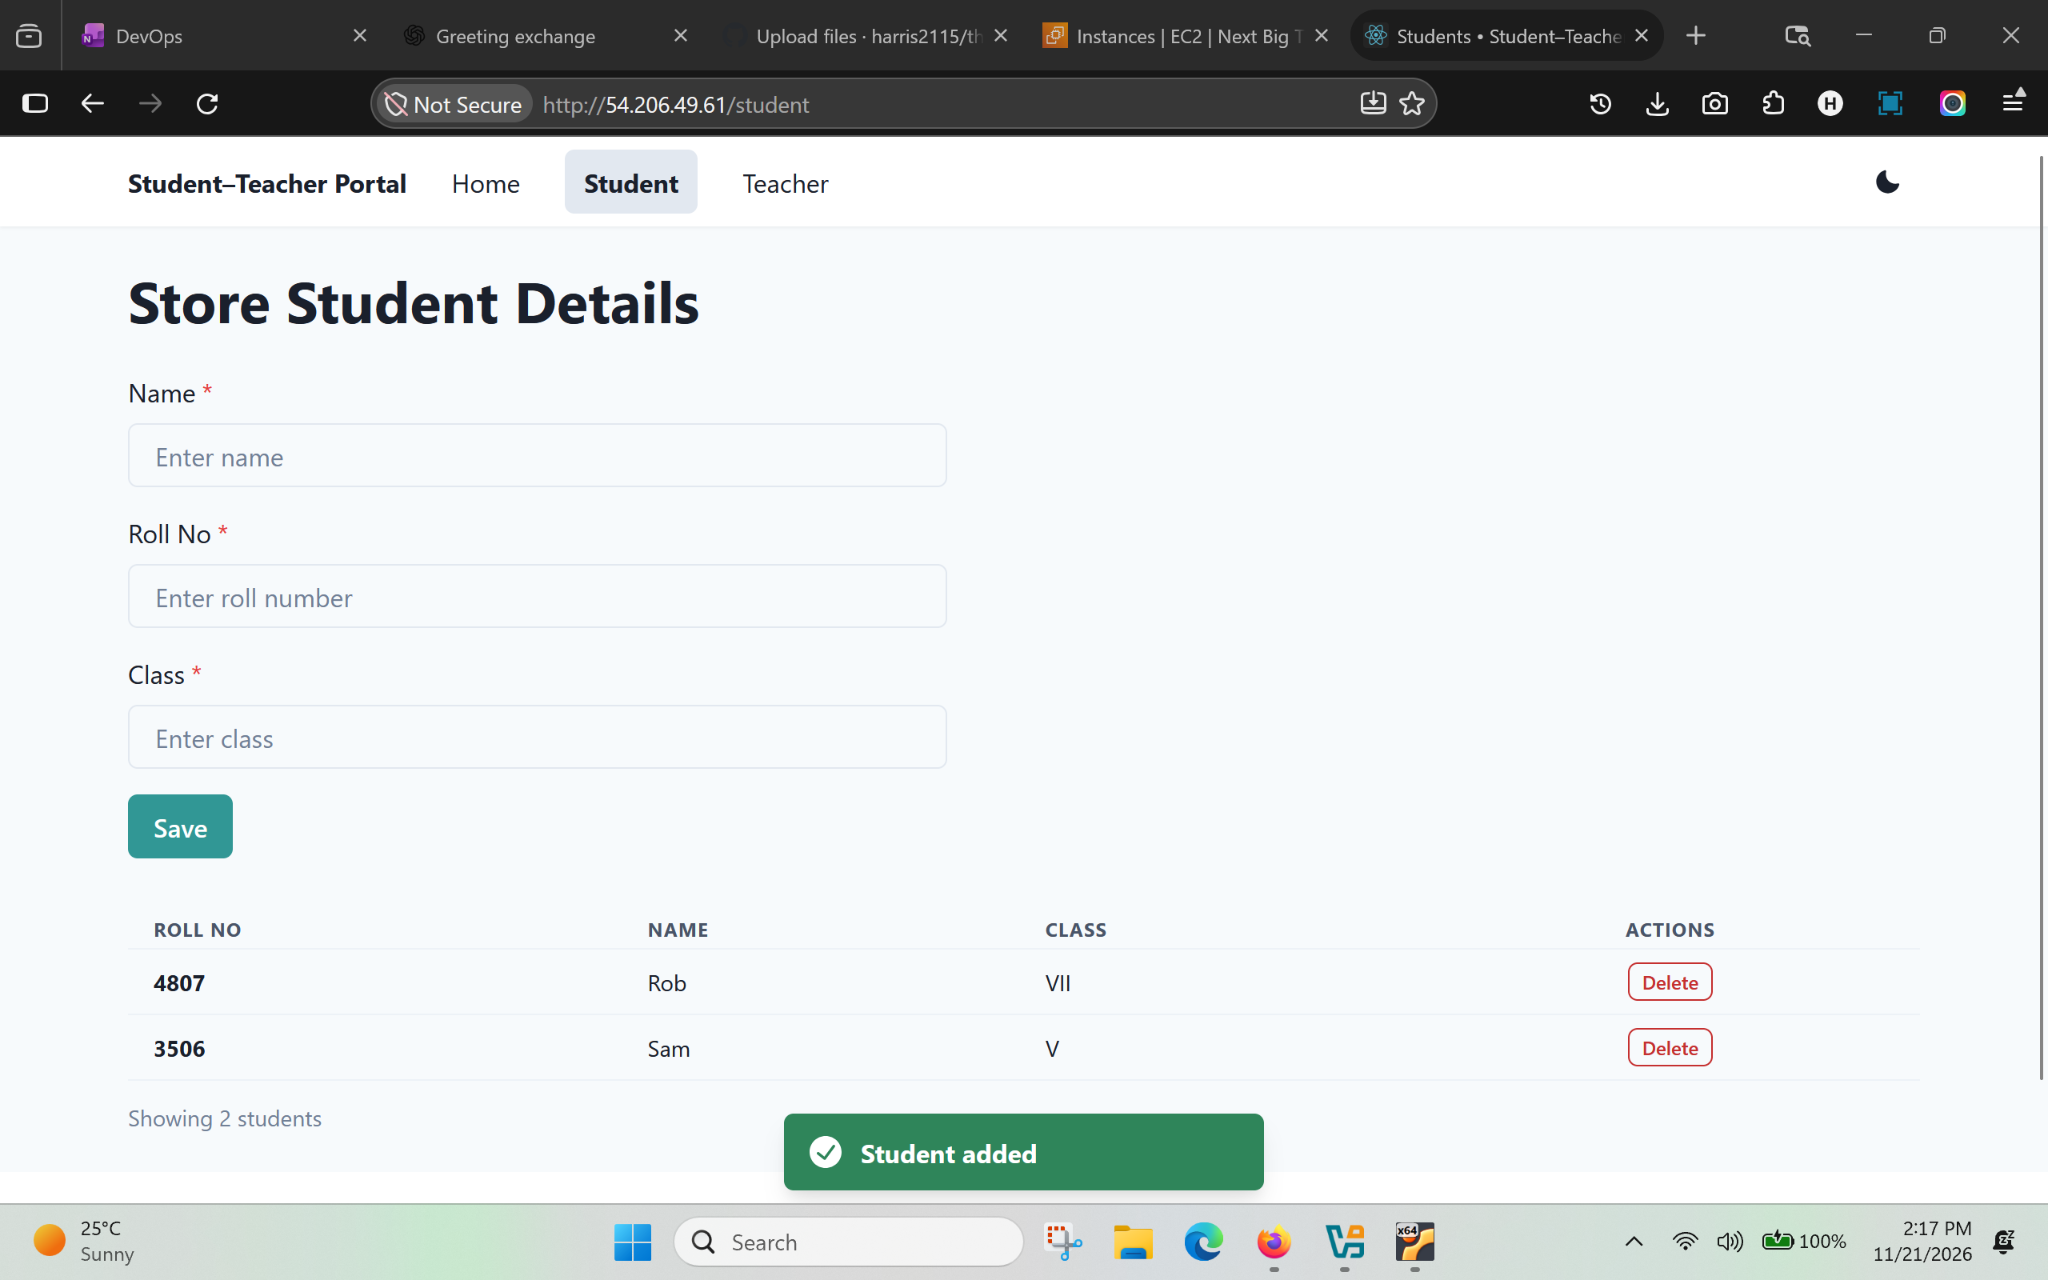 DevOps
Greeting exchange
Upload files · harris2115/th
Instances | EC2 | Next Big T
Students • Student–Teache
Not Secure http://54.206.49.61/student
H
Student–Teacher Portal Home Student Teacher
Store Student Details
Name *
Enter name
Roll No *
Enter roll number
Class *
Enter class
Save
ROLL NO NAME CLASS ACTIONS
4807 Rob VII Delete
3506 Sam V Delete
Showing 2 students
Student added
25°C
Sunny
Search
x64
100%
2:17 PM
11/21/2026